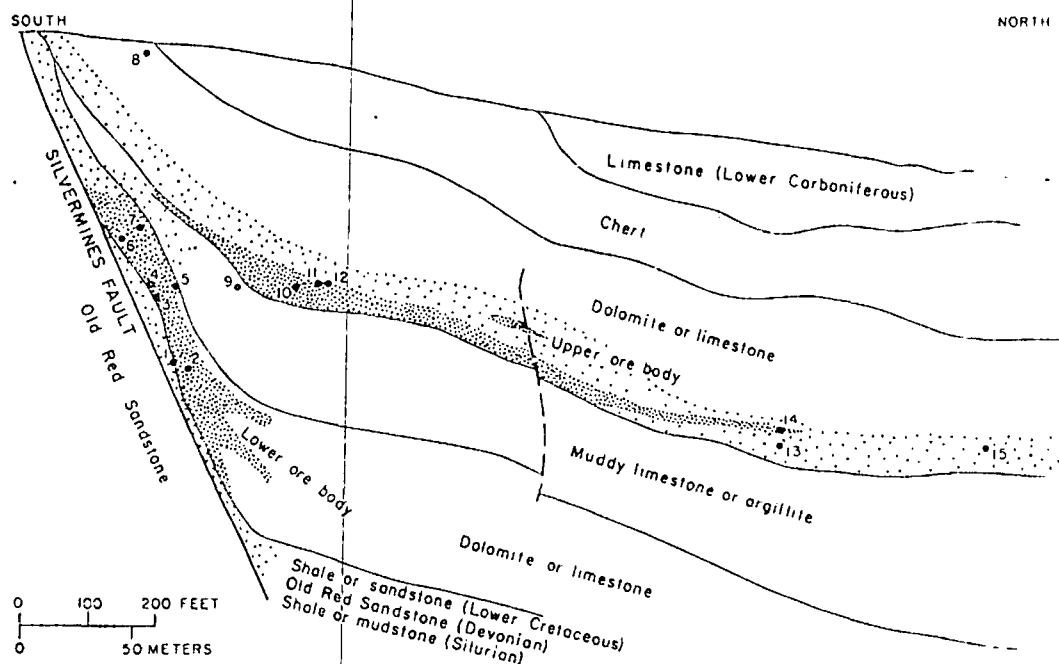 SOUTH
NORTH
8
Limestone (Lower Carboniferous)
Chert
SILVERMINES FAULT
Old Red Sandstone
7
6
4
5
9
10
11
12
3
1
2
Dolomite or limestone
Upper ore body
Lower ore body
14
13
15
Muddy limestone or argillite
Dolomite or limestone
Shale or sandstone (Lower Cretaceous)
Old Red Sandstone (Devonian)
Shale or mudstone (Silurian)
0 100 200 FEET
0 50 METERS